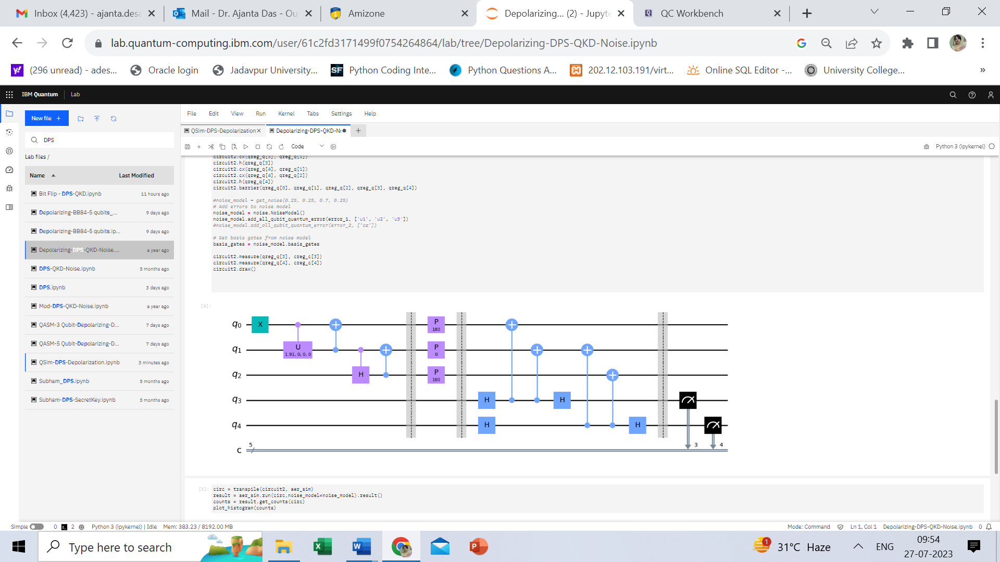 Inbox (4,423) - ajanta.desa
Mail - Dr. Ajanta Das - Ou
Amizone
Depolarizing... (2) - Jupyte
QC Workbench
lab.quantum-computing.ibm.com/user/61c2fd3171499f0754264864/lab/tree/Depolarizing-DPS-QKD-Noise.ipynb
(296 unread) - ades...
Oracle login
Jadavpur University...
SF Python Coding Inte...
Python Questions A...
202.12.103.191/virt...
Online SQL Editor -...
University College...
»
IBM Quantum Lab
File Edit View Run Kernel Tabs Settings Help
New file +
DPS
Lab files /
Name Last Modified
Bit Flip - DPS-QKD.ipynb 11 hours ago
Depolarizing-BB84-5 qubits_... 9 days ago
Depolarizing-BB84-5 qubits.ip... 9 days ago
Depolarizing-DPS-QKD-Noise.... a year ago
DPS-QKD-Noise.ipynb 5 months ago
DPS.ipynb 3 days ago
Mod-DPS-QKD-Noise.ipynb a year ago
QASM-3 Qubit-Depolarizing-D... 7 days ago
QASM-5 Qubit-Depolarizing-D... 7 days ago
QSim-DPS-Depolarization.ipynb 3 minutes ago
Subham_DPS.ipynb 5 months ago
Subham-DPS-SecretKey.ipynb 5 months ago
QSim-DPS-Depolarization
Depolarizing-DPS-QKD-No
Code
Python 3 (ipykernel)
circuit2.cx(qreg_q[3], qreg_q[1])
circuit2.h(qreg_q[3])
circuit2.cx(qreg_q[4], qreg_q[1])
circuit2.cx(qreg_q[4], qreg_q[2])
circuit2.h(qreg_q[4])
circuit2.barrier(qreg_q[0], qreg_q[1], qreg_q[2], qreg_q[3], qreg_q[4])
#noise_model = get_noise(0.25, 0.25, 0.7, 0.25)
# Add errors to noise model
noise_model = noise.NoiseModel()
noise_model.add_all_qubit_quantum_error(error_1, ['u1', 'u2', 'u3'])
#noise_model.add_all_qubit_quantum_error(error_2, ['cx'])
# Get basis gates from noise model
basis_gates = noise_model.basis_gates
circuit2.measure(qreg_q[3], creg_c[3])
circuit2.measure(qreg_q[4], creg_c[4])
circuit2.draw()
[4]:
q0 X P 180
q1 U 1.91, 0, 0, 0 P 0
q2 H P 180
q3 H H
q4 H H
c 5 3 4
[5]:
circ = transpile(circuit2, aer_sim)
result = aer_sim.run(circ,noise_model=noise_model).result()
counts = result.get_counts(circ)
plot_histogram(counts)
Simple 0 2 Python 3 (ipykernel) | Idle Mem: 383.23 / 8192.00 MB
Mode: Command Ln 1, Col 1 Depolarizing-DPS-QKD-Noise.ipynb 0
Type here to search
1 31°C Haze ENG
09:54
27-07-2023